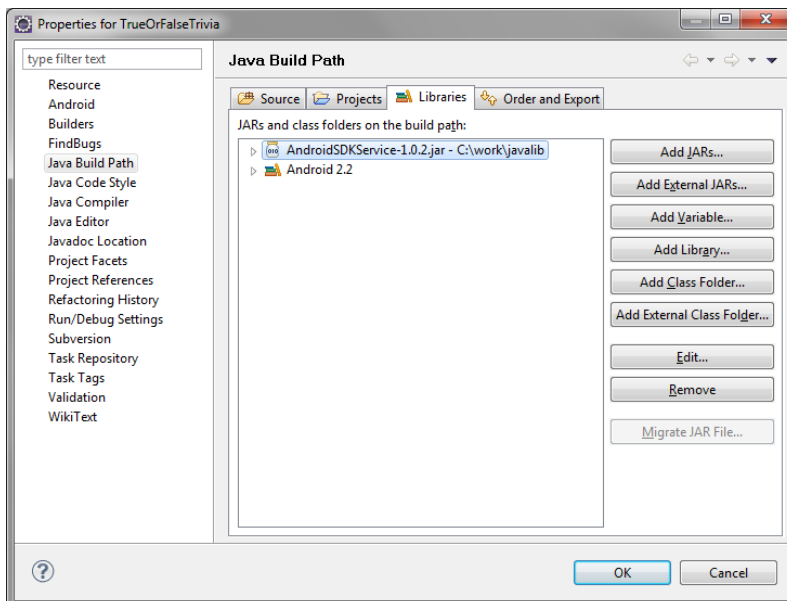 Properties for TrueOrFalseTrivia
type filter text
Resource
Android
Builders
FindBugs
Java Build Path
Java Code Style
Java Compiler
Java Editor
Javadoc Location
Project Facets
Project References
Refactoring History
Run/Debug Settings
Subversion
Task Repository
Task Tags
Validation
WikiText
Java Build Path
Source Projects Libraries Order and Export
JARs and class folders on the build path:
AndroidSDKService-1.0.2.jar - C:\work\javalib
Android 2.2
Add JARs...
Add External JARs...
Add Variable...
Add Library...
Add Class Folder...
Add External Class Folder...
Edit...
Remove
Migrate JAR File...
OK Cancel